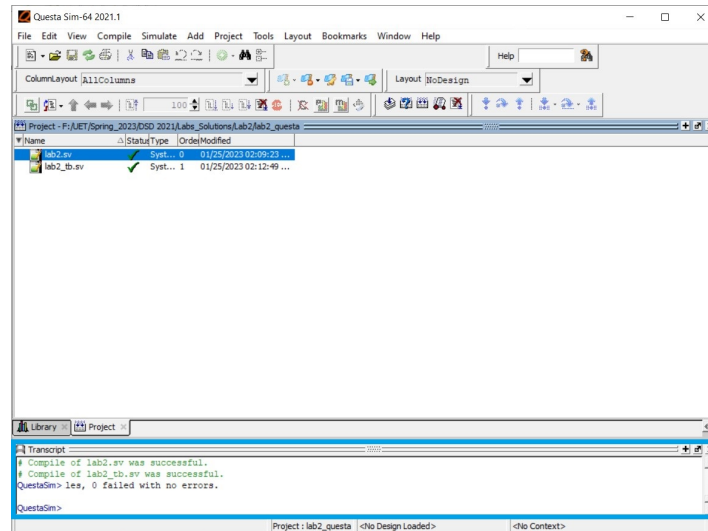 Questa Sim-64 2021.1
File Edit View Compile Simulate Add Project Tools Layout Bookmarks Window Help
Help
ColumnLayout AllColumns
Layout NoDesign
100
Project - F:/UET/Spring_2023/DSD 2021/Labs_Solutions/Lab2/lab2_questa
Name Status Type Order Modified
lab2.sv Syst... 0 01/25/2023 02:09:23 ...
lab2_tb.sv Syst... 1 01/25/2023 02:12:49 ...
Library Project
Transcript
# Compile of lab2.sv was successful.
# Compile of lab2_tb.sv was successful.
QuestaSim> les, 0 failed with no errors.
QuestaSim>
Project : lab2_questa <No Design Loaded> <No Context>